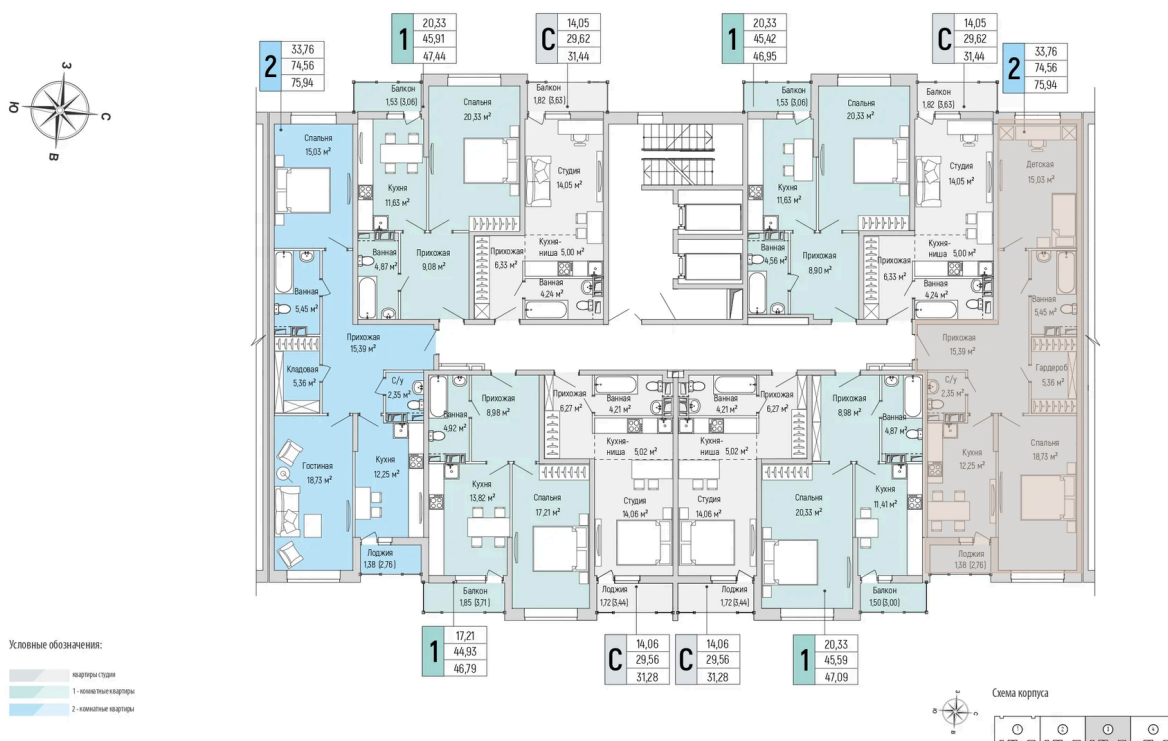 2
33,76
74,56
75,94
1
20,33
45,91
47,44
С
14,05
29,62
31,44
1
20,33
45,42
46,95
С
14,05
29,62
31,44
2
33,76
74,56
75,94
З
Ю
С
В
Балкон
1,53 (3,06)
Спальня
20,33 м²
Балкон
1,82 (3,63)
Балкон
1,53 (3,06)
Спальня
20,33 м²
Балкон
1,82 (3,63)
Спальня
15,03 м²
Кухня
11,63 м²
Студия
14,05 м²
Кухня
11,63 м²
Студия
14,05 м²
Детская
15,03 м²
Ванная
5,45 м²
Ванная
4,87 м²
Прихожая
9,08 м²
Прихожая
6,33 м²
Кухня-
ниша 5,00 м²
Ванная
4,24 м²
Ванная
4,56 м²
Прихожая
8,90 м²
Прихожая
6,33 м²
Кухня-
ниша 5,00 м²
Ванная
4,24 м²
Ванная
5,45 м²
Прихожая
15,39 м²
Кладовая
5,36 м²
С/у
2,35 м²
Прихожая
15,39 м²
С/у
2,35 м²
Гардероб
5,36 м²
Ванная
4,92 м²
Прихожая
8,98 м²
Прихожая
6,27 м²
Ванная
4,21 м²
Ванная
4,21 м²
Прихожая
6,27 м²
Прихожая
8,98 м²
Ванная
4,87 м²
Кухня-
ниша 5,02 м²
Кухня-
ниша 5,02 м²
Гостиная
18,73 м²
Кухня
12,25 м²
Кухня
13,82 м²
Спальня
17,21 м²
Студия
14,06 м²
Студия
14,06 м²
Спальня
20,33 м²
Кухня
11,41 м²
Кухня
12,25 м²
Спальня
18,73 м²
Лоджия
1,38 (2,76)
Балкон
1,85 (3,71)
Лоджия
1,72 (3,44)
Лоджия
1,72 (3,44)
Балкон
1,50 (3,00)
Лоджия
1,38 (2,76)
1
17,21
44,93
46,79
С
14,06
29,56
31,28
С
14,06
29,56
31,28
1
20,33
45,59
47,09
Условные обозначения:
квартиры студии
1 - комнатные квартиры
2 - комнатные квартиры
З
Ю
С
В
Схема корпуса
1
2
3
4